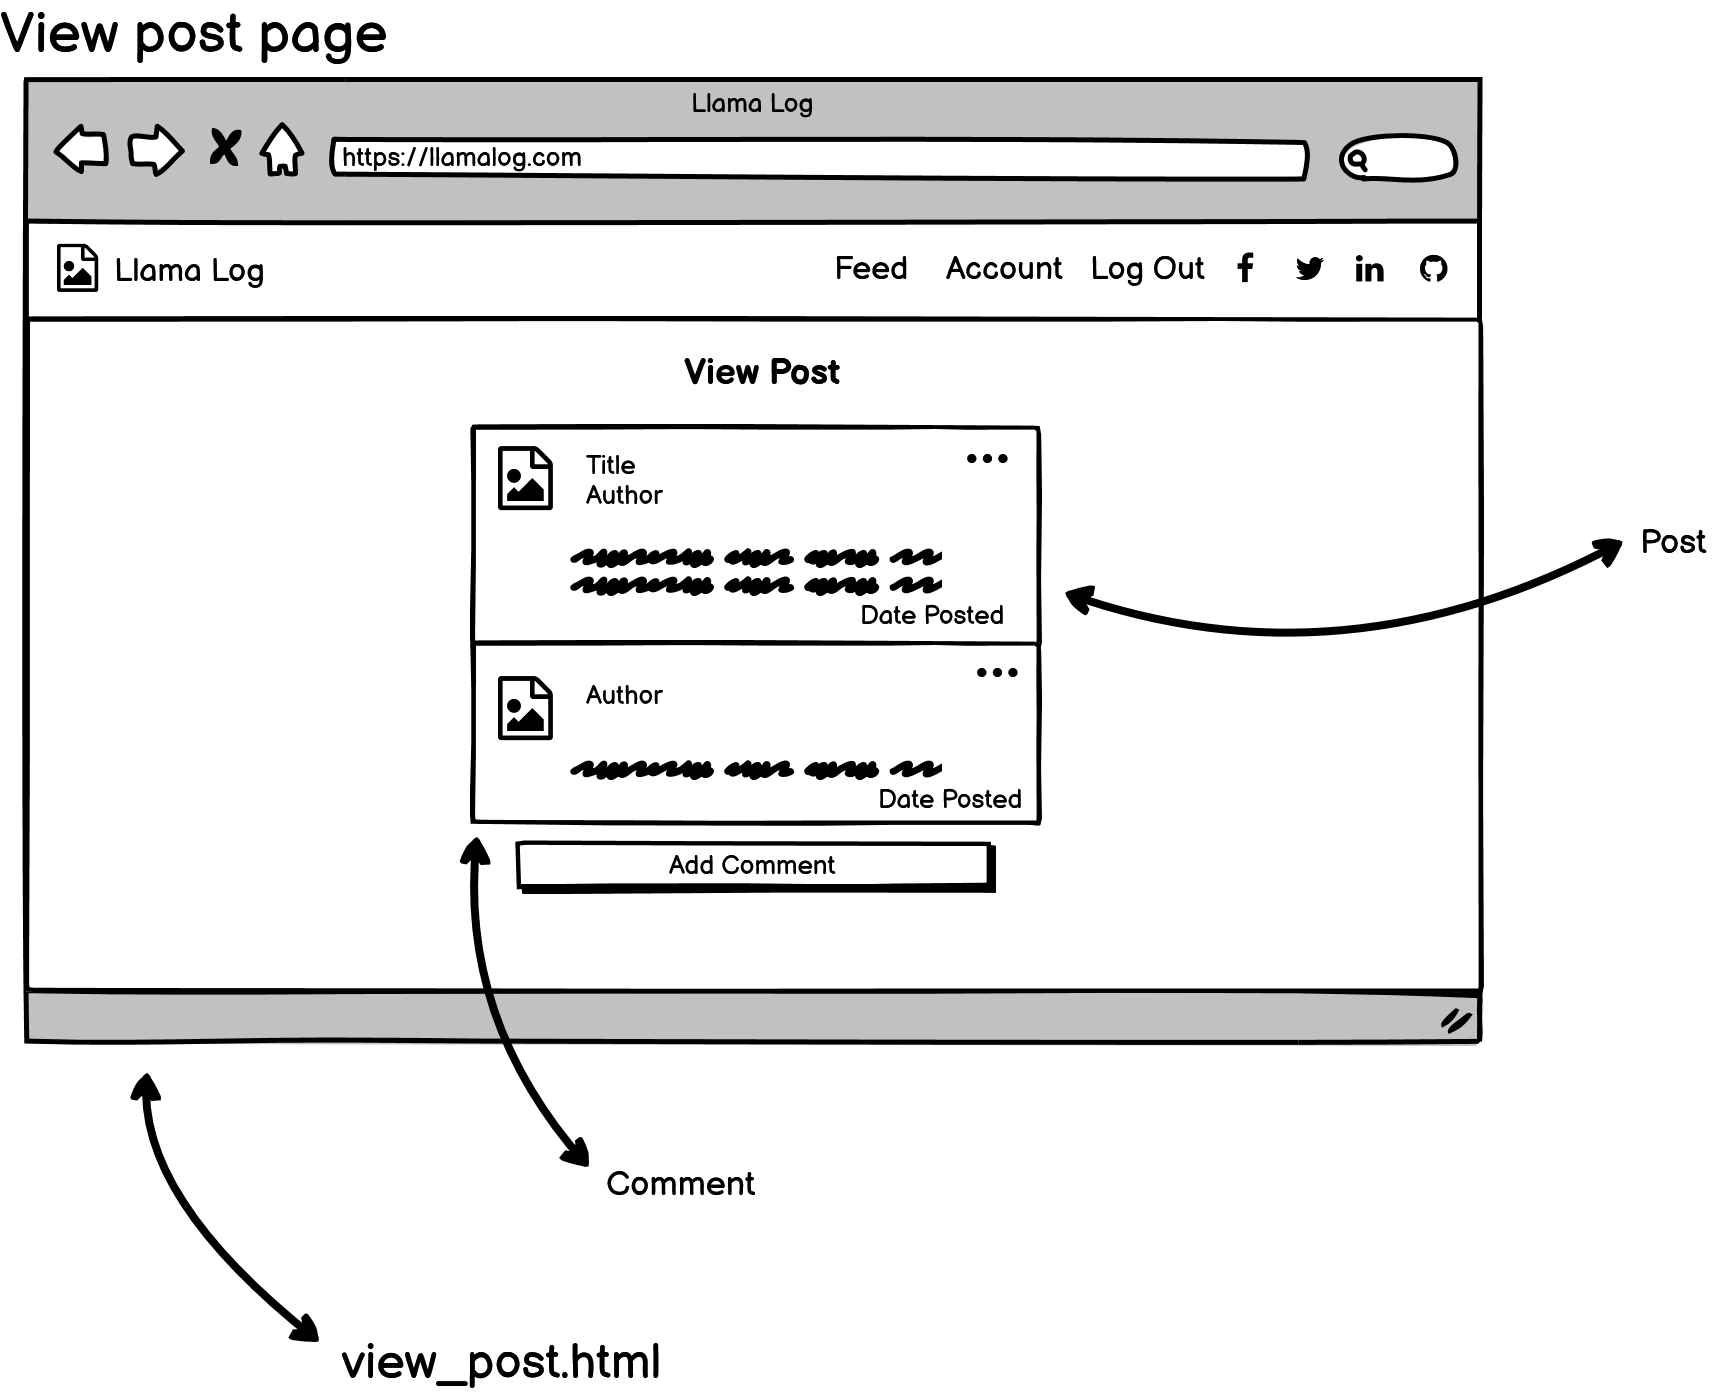 View post page
Llama Log
https://llamalog.com
Llama Log
Feed Account Log Out
View Post
Title
Author
Date Posted
Post
Author
Date Posted
Add Comment
Comment
view_post.html